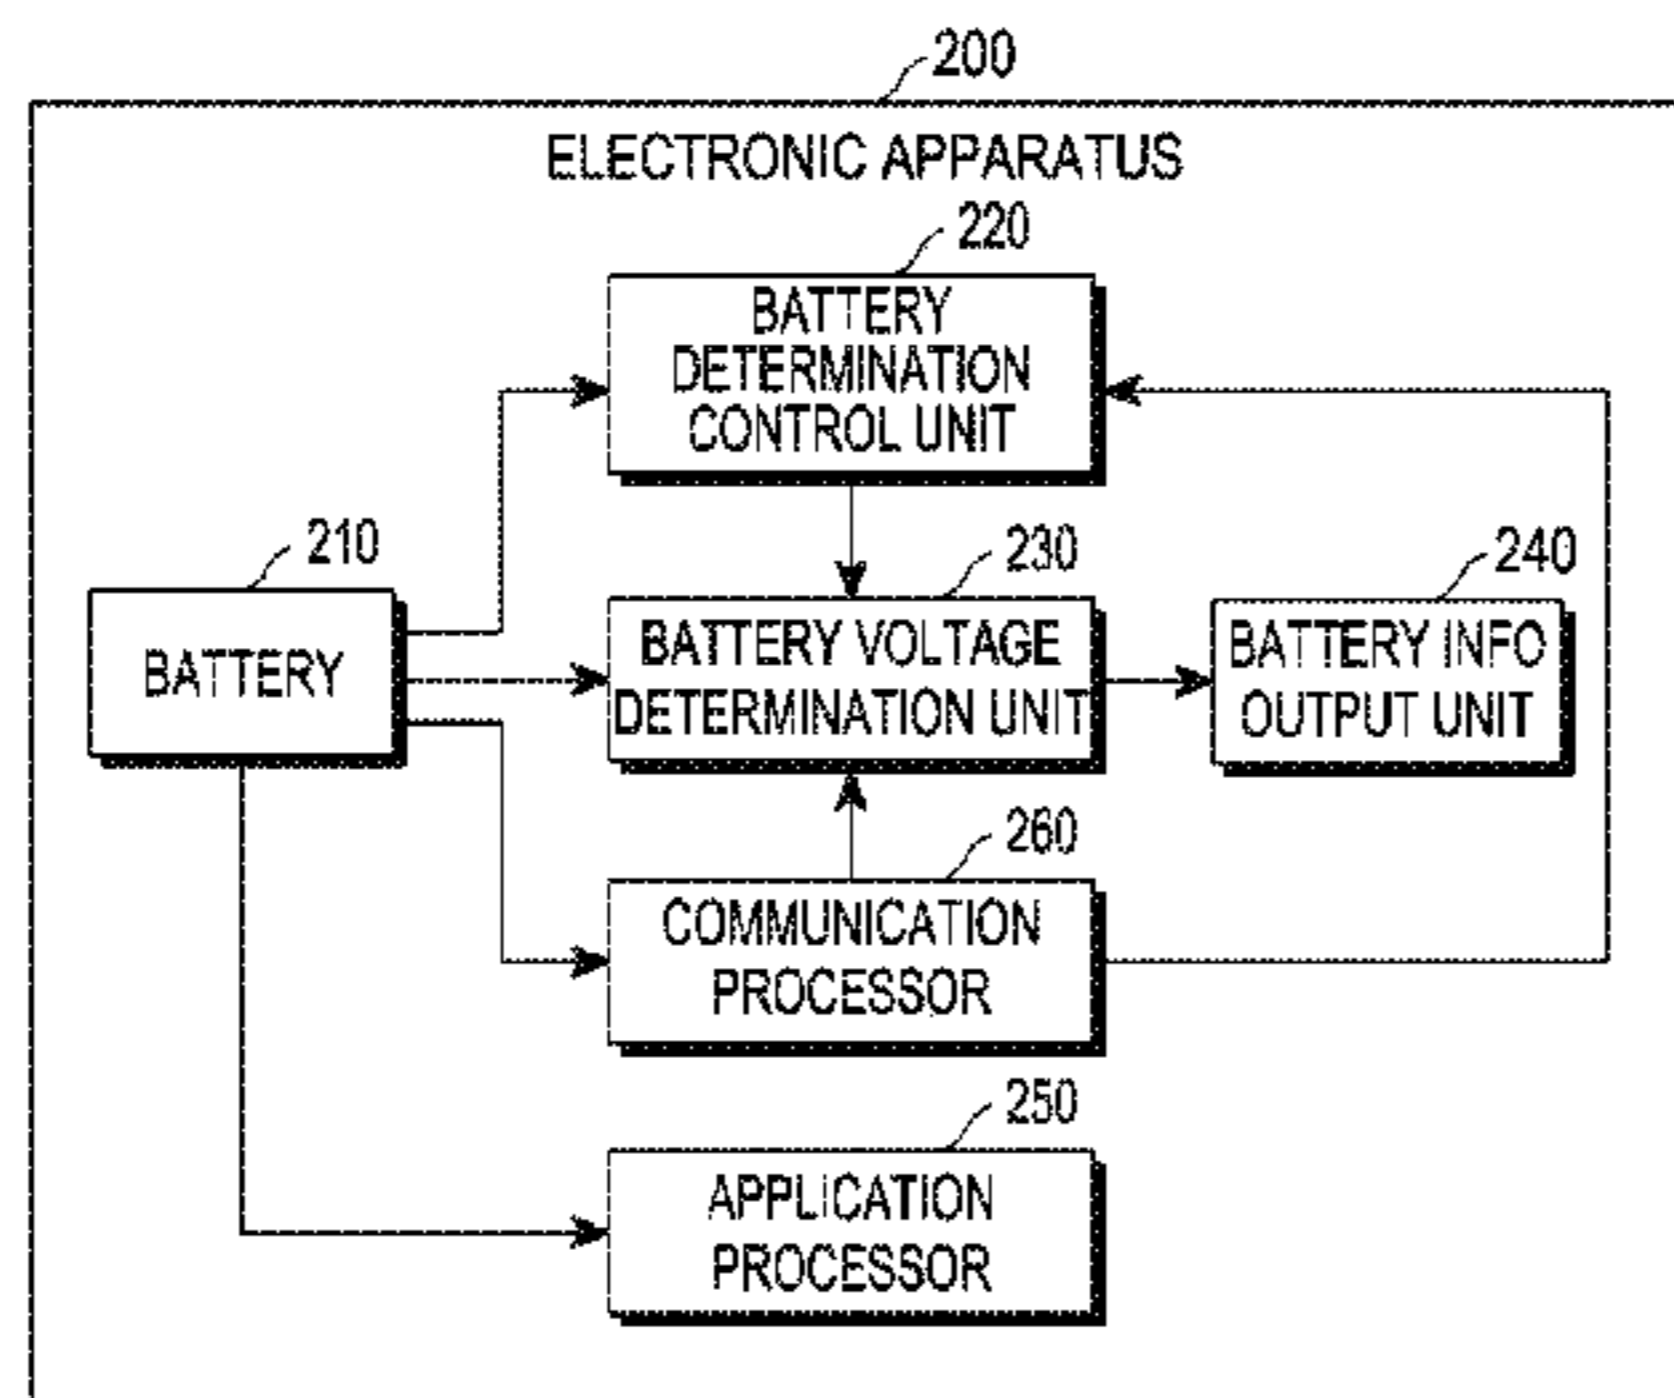 200
ELECTRONIC APPARATUS
220
BATTERY
DETERMINATION
CONTROL UNIT
210
BATTERY
230
BATTERY VOLTAGE
DETERMINATION UNIT
240
BATTERY INFO
OUTPUT UNIT
260
COMMUNICATION
PROCESSOR
250
APPLICATION
PROCESSOR